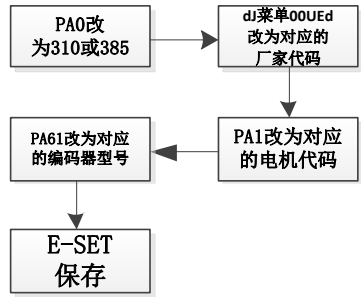 PA0改
为310或385
dJ菜单00UEd
改为对应的
厂家代码
PA1改为对应
的电机代码
PA61改为对应
的编码器型号
E-SET
保存